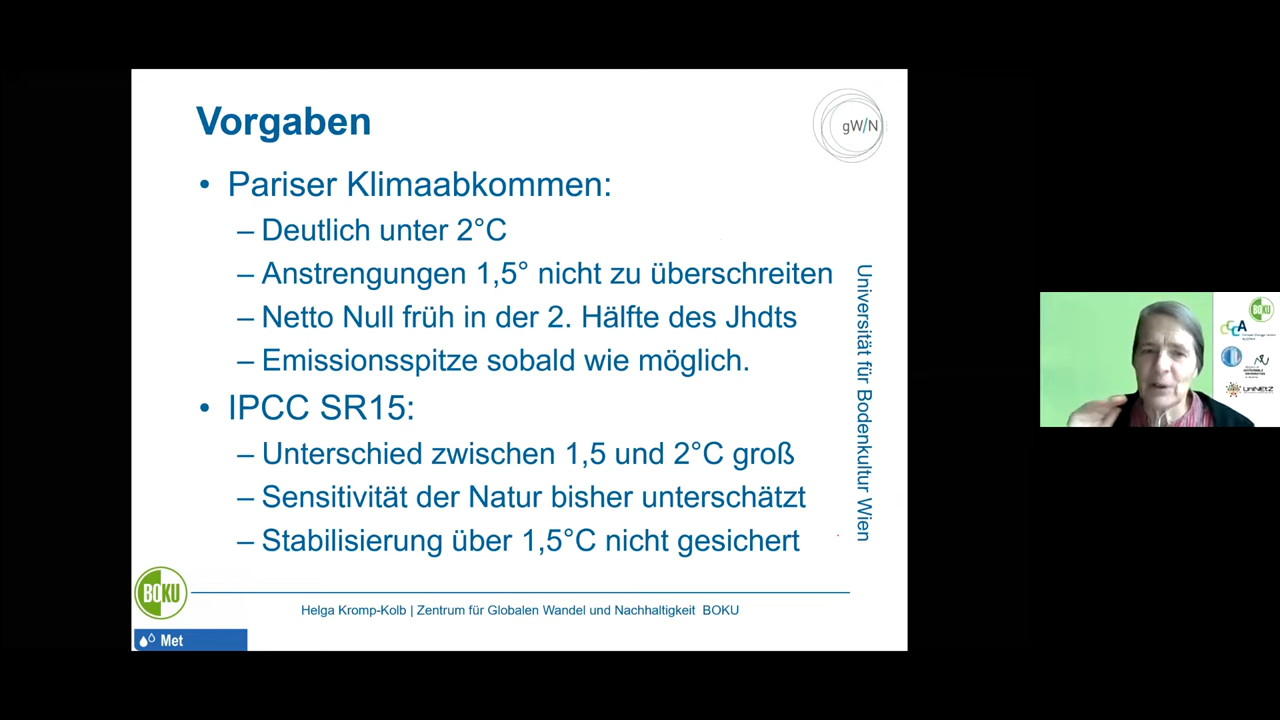 Vorgaben
gW/N
• Pariser Klimaabkommen:
– Deutlich unter 2°C
– Anstrengungen 1,5° nicht zu überschreiten
– Netto Null früh in der 2. Hälfte des Jhdts
– Emissionsspitze sobald wie möglich.
• IPCC SR15:
– Unterschied zwischen 1,5 und 2°C groß
– Sensitivität der Natur bisher unterschätzt
– Stabilisierung über 1,5°C nicht gesichert
Universität für Bodenkultur Wien
BOKU
Helga Kromp-Kolb | Zentrum für Globalen Wandel und Nachhaltigkeit BOKU
Met
BOKU
CCCA
UniNEtZ